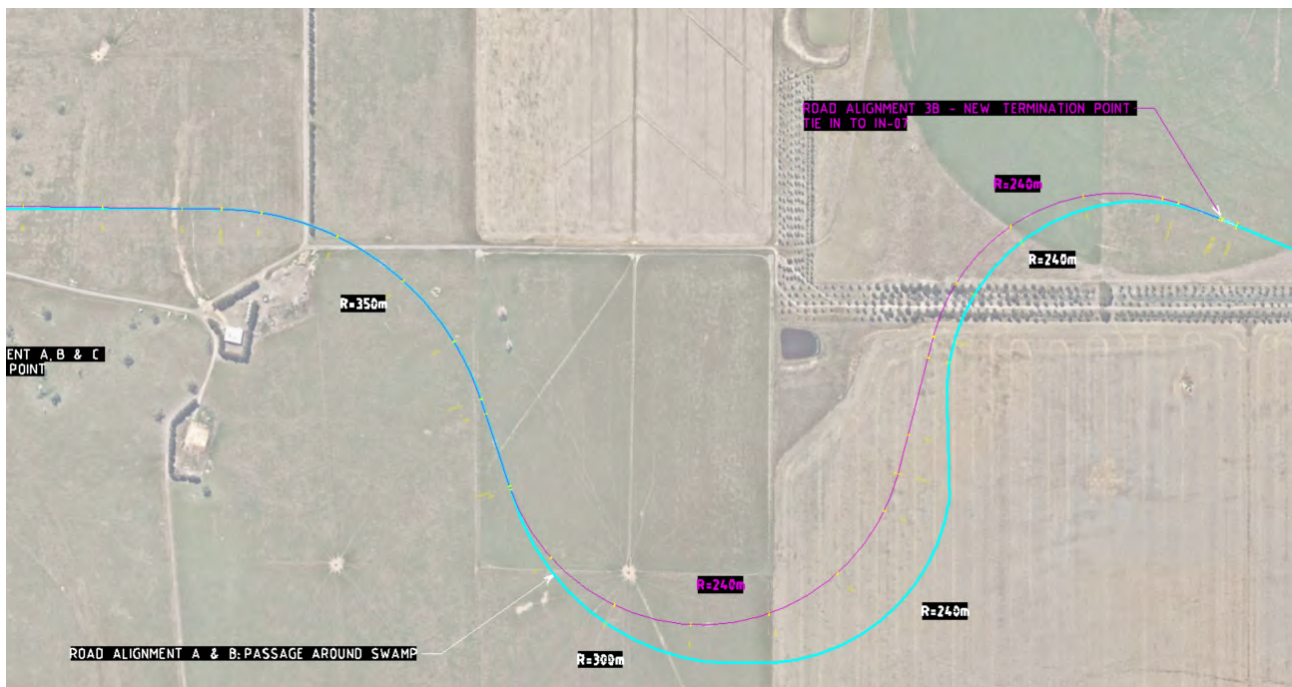 ROAD ALIGNMENT 3B - NEW TERMINATION POINT
TIE IN TO IN-07
R=240m
R=240m
R=350m
ENT A, B & C
POINT
R=240m
R=240m
ROAD ALIGNMENT A & B: PASSAGE AROUND SWAMP
R=300m